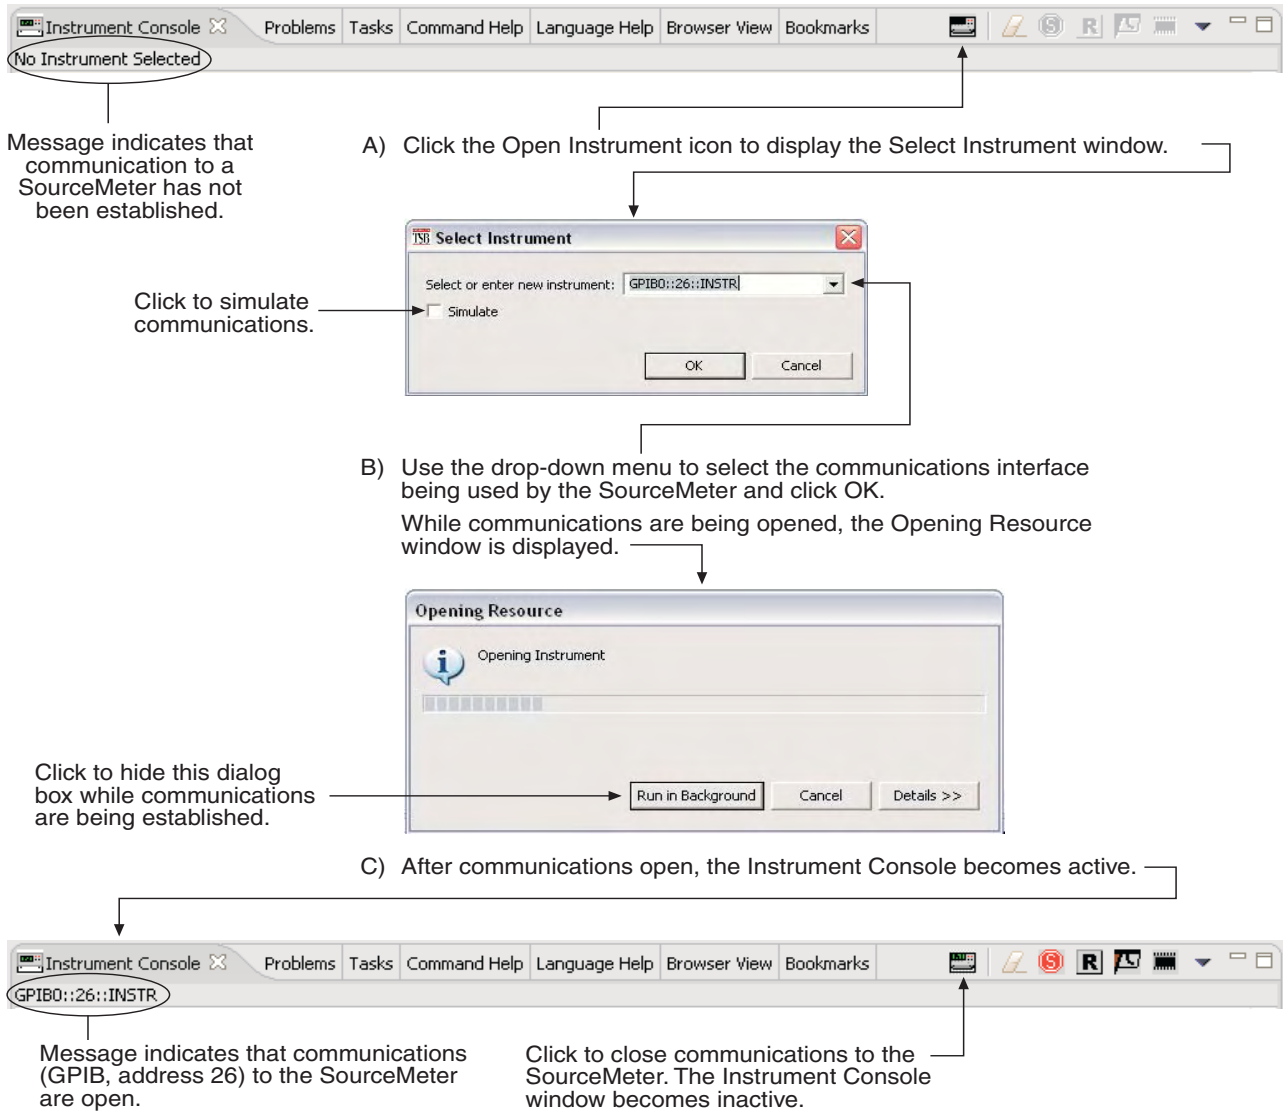 Instrument Console Problems Tasks Command Help Language Help Browser View Bookmarks
No Instrument Selected
Message indicates that
communication to a
SourceMeter has not
been established.
A) Click the Open Instrument icon to display the Select Instrument window.
TSB Select Instrument
Select or enter new instrument: GPIB0::26::INSTR
Simulate
OK Cancel
Click to simulate
communications.
B) Use the drop-down menu to select the communications interface
being used by the SourceMeter and click OK.
While communications are being opened, the Opening Resource
window is displayed.
Opening Resource
Opening Instrument
Run in Background Cancel Details >>
Click to hide this dialog
box while communications
are being established.
C) After communications open, the Instrument Console becomes active.
Instrument Console Problems Tasks Command Help Language Help Browser View Bookmarks
GPIB0::26::INSTR
Message indicates that communications
(GPIB, address 26) to the SourceMeter
are open.
Click to close communications to the
SourceMeter. The Instrument Console
window becomes inactive.